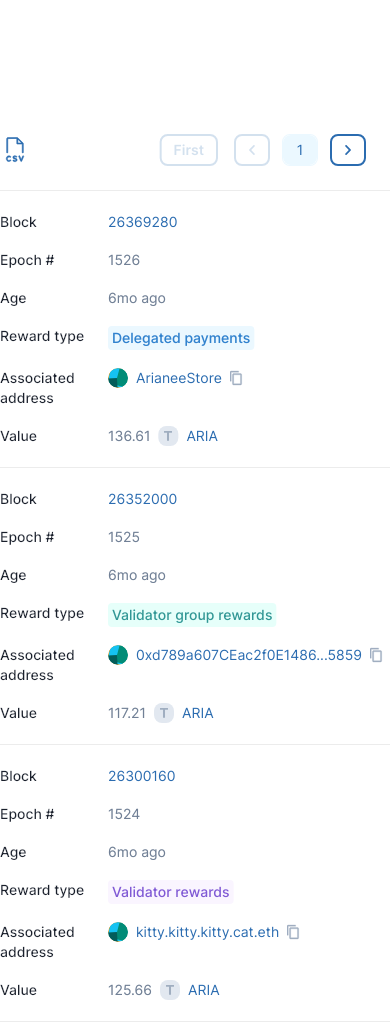 CSV
First
1
Block 26369280
Epoch # 1526
Age 6mo ago
Reward type Delegated payments
Associated address ArianeeStore
Value 136.61 T ARIA
Block 26352000
Epoch # 1525
Age 6mo ago
Reward type Validator group rewards
Associated address 0xd789a607CEac2f0E1486...5859
Value 117.21 T ARIA
Block 26300160
Epoch # 1524
Age 6mo ago
Reward type Validator rewards
Associated address kitty.kitty.kitty.cat.eth
Value 125.66 T ARIA